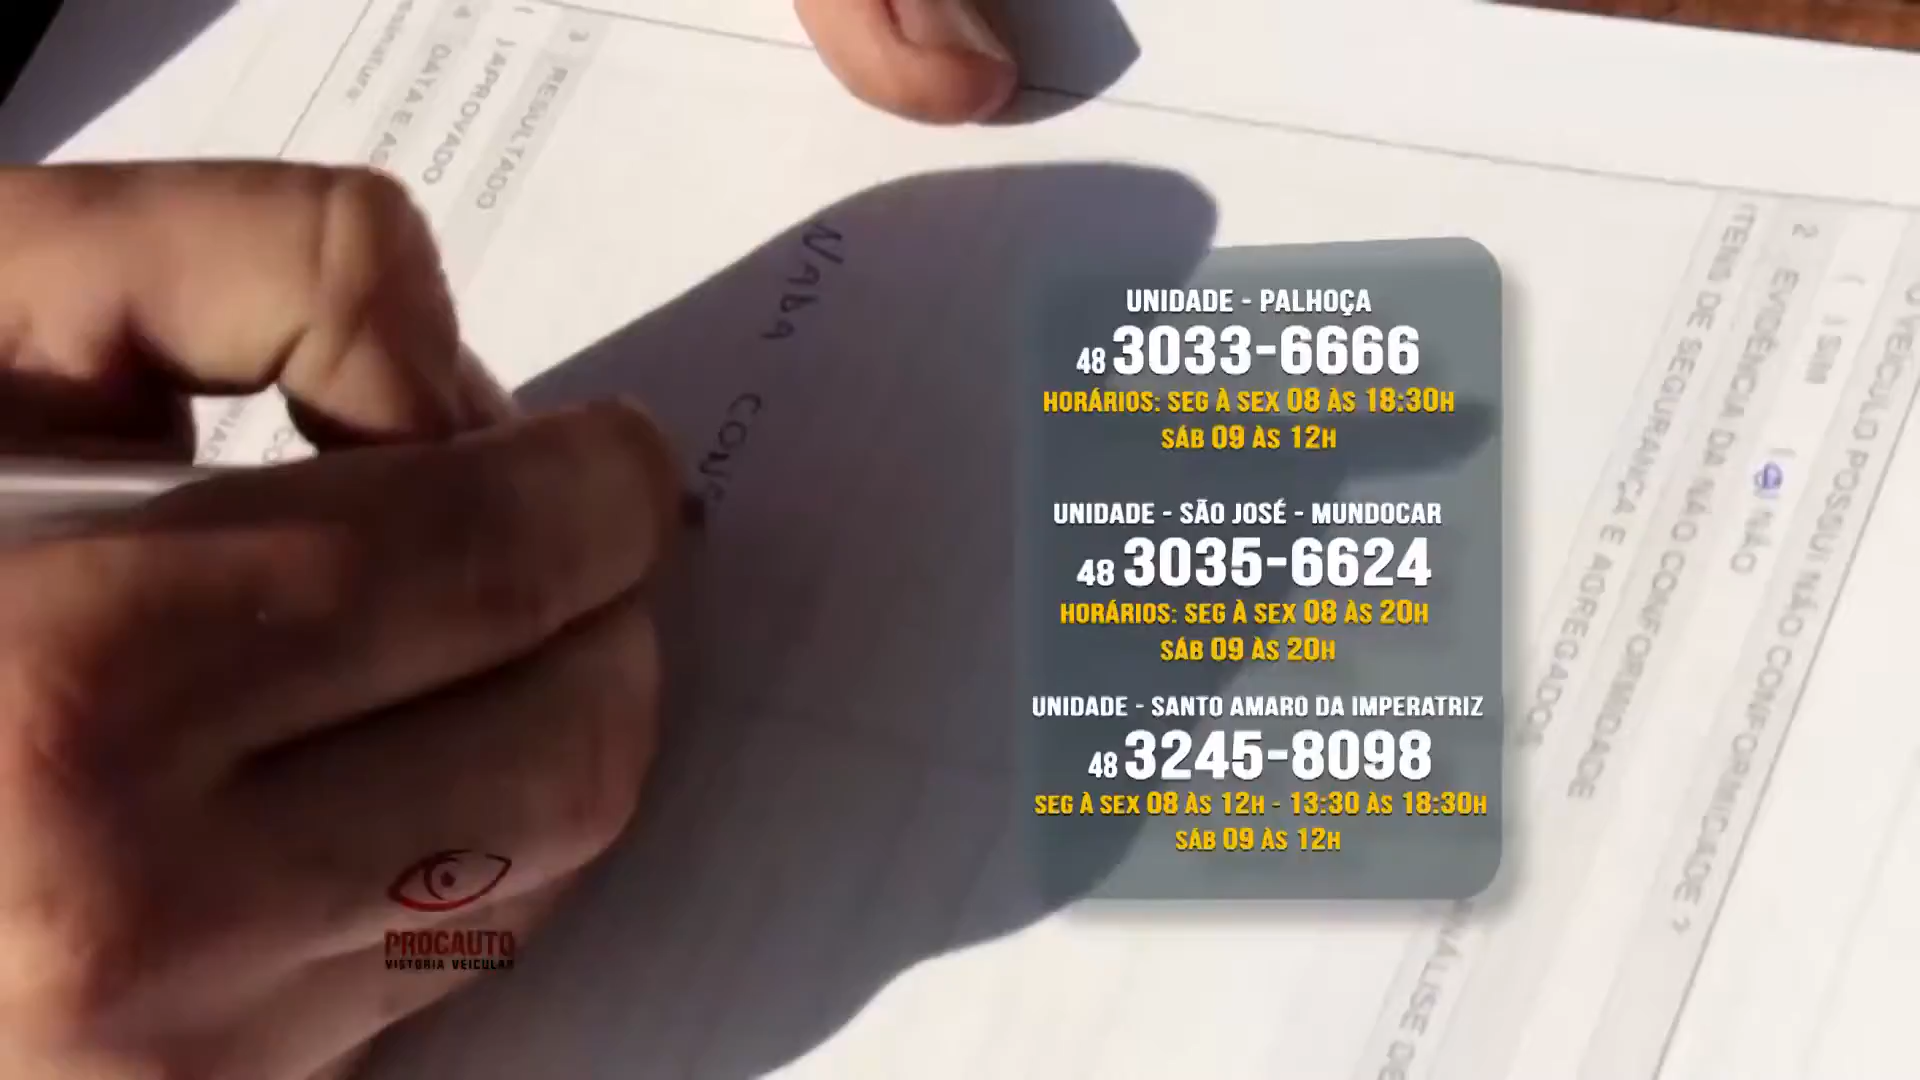 UNIDADE - PALHOÇA
48 3033-6666
HORÁRIOS: SEG À SEX 08 ÀS 18:30H
SÁB 09 ÀS 12H
UNIDADE - SÃO JOSÉ - MUNDOCAR
48 3035-6624
HORÁRIOS: SEG À SEX 08 ÀS 20H
SÁB 09 ÀS 20H
UNIDADE - SANTO AMARO DA IMPERATRIZ
48 3245-8098
SEG À SEX 08 ÀS 12H - 13:30 ÀS 18:30H
SÁB 09 ÀS 12H
PROCAUTO
VISTORIA VEICULAR
O VEÍCULO POSSUI NÃO CONFORMIDADE >
( ) SIM ( ) NÃO
2 EVIDÊNCIA DA NÃO CONFORMIDADE
ITENS DE SEGURANÇA E AGREGADOS
3 RESULTADO
( ) APROVADO
4 DATA E